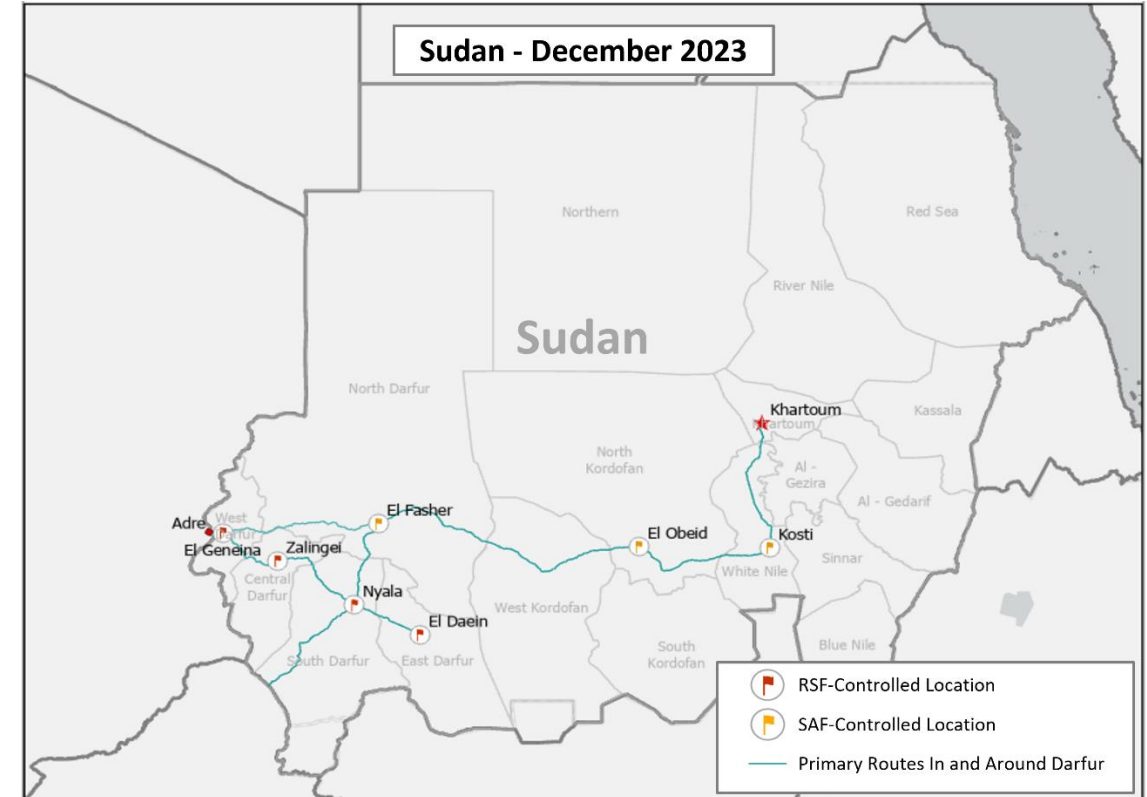 Sudan - December 2023
Northern
Red Sea
River Nile
Sudan
North Darfur
Khartoum
Khartoum
Kassala
North
Kordofan
Al -
Gezira
Al - Gedarif
El Fasher
Adre
West
Darfur
El Geneina
Zalingei
El Obeid
Kosti
Sinnar
White Nile
Central
Darfur
Nyala
West Kordofan
El Daein
South Darfur
East Darfur
South
Kordofan
Blue Nile
RSF-Controlled Location
SAF-Controlled Location
Primary Routes In and Around Darfur